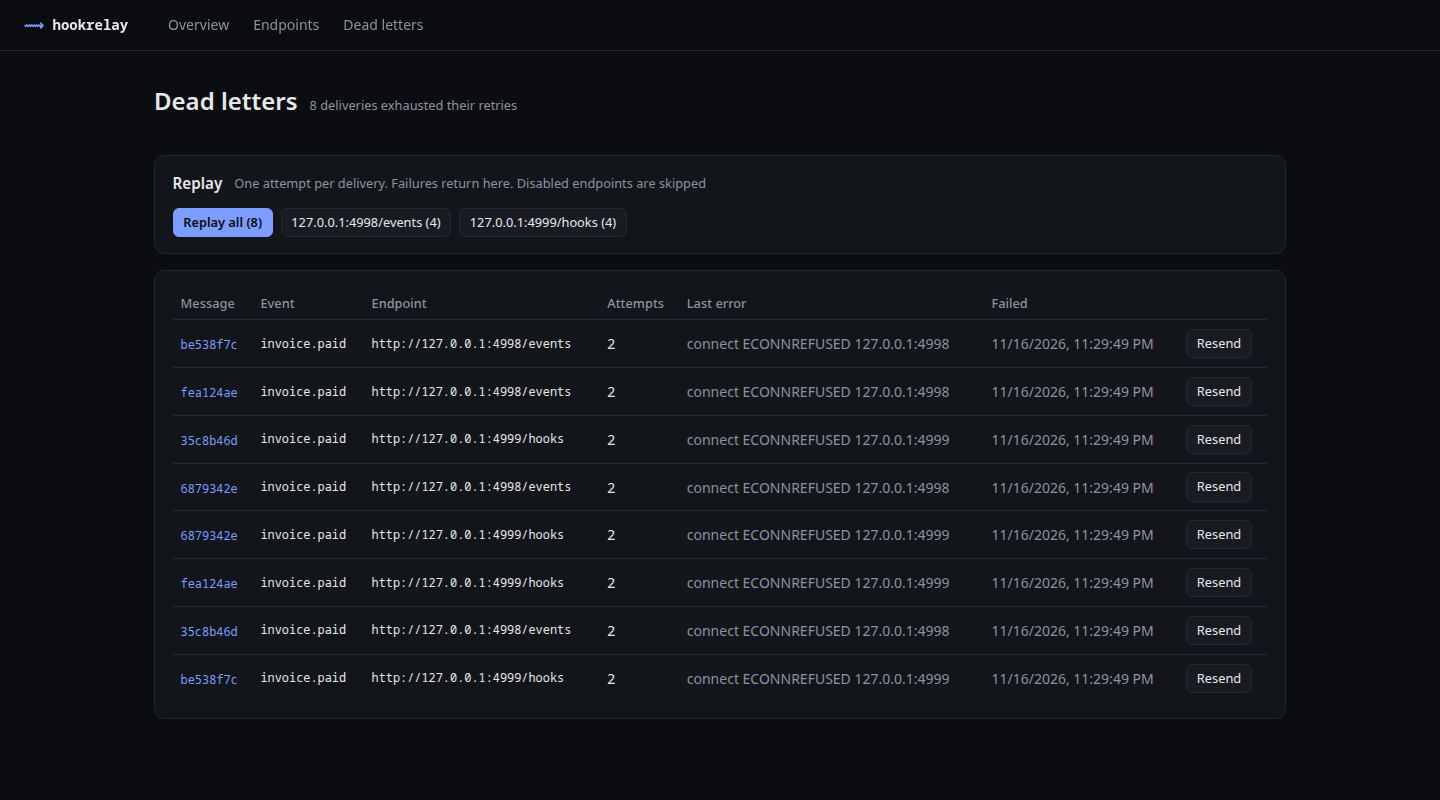 hookrelay Overview Endpoints Dead letters
Dead letters 8 deliveries exhausted their retries
Replay One attempt per delivery. Failures return here. Disabled endpoints are skipped
Replay all (8) 127.0.0.1:4998/events (4) 127.0.0.1:4999/hooks (4)
Message Event Endpoint Attempts Last error Failed
be538f7c invoice.paid http://127.0.0.1:4998/events 2 connect ECONNREFUSED 127.0.0.1:4998 11/16/2026, 11:29:49 PM Resend
fea124ae invoice.paid http://127.0.0.1:4998/events 2 connect ECONNREFUSED 127.0.0.1:4998 11/16/2026, 11:29:49 PM Resend
35c8b46d invoice.paid http://127.0.0.1:4999/hooks 2 connect ECONNREFUSED 127.0.0.1:4999 11/16/2026, 11:29:49 PM Resend
6879342e invoice.paid http://127.0.0.1:4998/events 2 connect ECONNREFUSED 127.0.0.1:4998 11/16/2026, 11:29:49 PM Resend
6879342e invoice.paid http://127.0.0.1:4999/hooks 2 connect ECONNREFUSED 127.0.0.1:4999 11/16/2026, 11:29:49 PM Resend
fea124ae invoice.paid http://127.0.0.1:4999/hooks 2 connect ECONNREFUSED 127.0.0.1:4999 11/16/2026, 11:29:49 PM Resend
35c8b46d invoice.paid http://127.0.0.1:4998/events 2 connect ECONNREFUSED 127.0.0.1:4998 11/16/2026, 11:29:49 PM Resend
be538f7c invoice.paid http://127.0.0.1:4999/hooks 2 connect ECONNREFUSED 127.0.0.1:4999 11/16/2026, 11:29:49 PM Resend